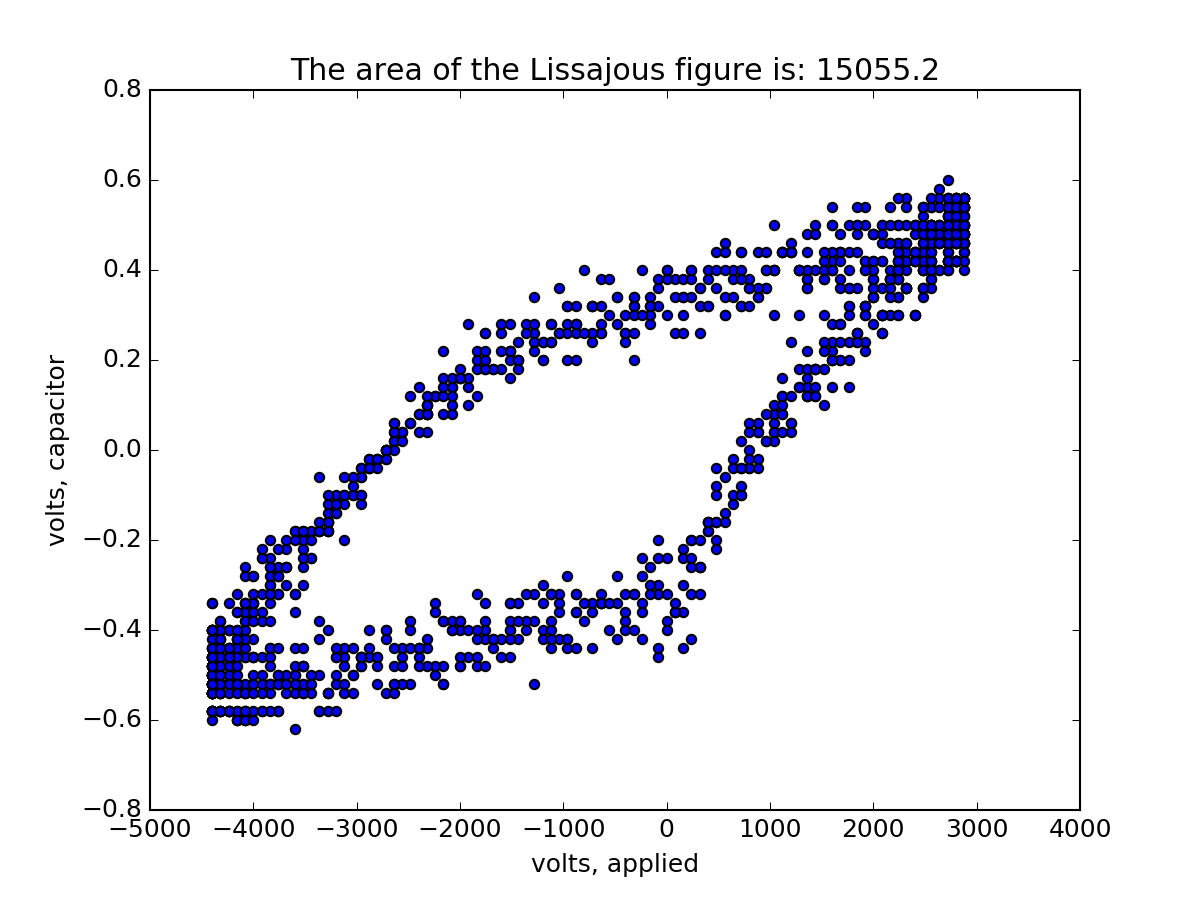 The area of the Lissajous figure is: 15055.2
0.8
0.6
0.4
0.2
0.0
−0.2
−0.4
−0.6
−0.8
volts, capacitor
−5000 −4000 −3000 −2000 −1000 0 1000 2000 3000 4000
volts, applied